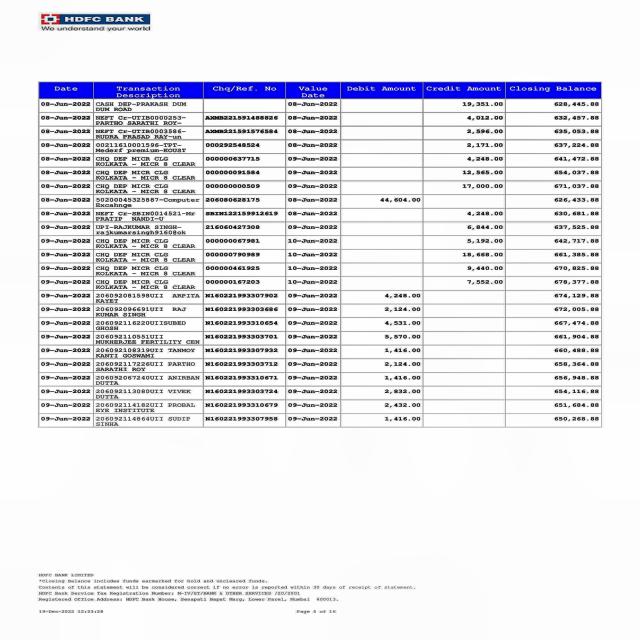 HDFC BANK
We understand your world
Date Transaction Description Chq/Ref. No Value Date Debit Amount Credit Amount Closing Balance
08-Jun-2022 CASH DEP-PRAKASH DUM 08-Jun-2022 19,351.00 628,445.88
DUM ROAD
08-Jun-2022 NEFT Cr-UTIB0000253- AXMB221591488826 08-Jun-2022 4,012.00 632,457.88
PARTHO SARATHI ROY-
08-Jun-2022 NEFT Cr-UTIB0003586- AXMB221591576584 08-Jun-2022 2,596.00 635,053.88
RUDRA PRASAD RAY-un
08-Jun-2022 00211610001596-TPT- 000292548524 08-Jun-2022 2,171.00 637,224.88
Mederf premium-KOUST
08-Jun-2022 CHQ DEP MICR CLG 000000637715 09-Jun-2022 4,248.00 641,472.88
KOLKATA - MICR 8 CLEAR
08-Jun-2022 CHQ DEP MICR CLG 000000091564 09-Jun-2022 12,565.00 654,037.88
KOLKATA - MICR 8 CLEAR
08-Jun-2022 CHQ DEP MICR CLG 000000000509 09-Jun-2022 17,000.00 671,037.88
KOLKATA - MICR 8 CLEAR
08-Jun-2022 50200045325887-Computer 206080628175 08-Jun-2022 44,604.00 626,433.88
Excahnge
08-Jun-2022 NEFT Cr-SBIN0014521-Mr SBIN122159912619 08-Jun-2022 4,248.00 630,681.88
PRATIP NANDI-U
09-Jun-2022 UPI-RAJKUMAR SINGH- 216060427308 09-Jun-2022 6,844.00 637,525.88
rajkumarsingh9160@ok
09-Jun-2022 CHQ DEP MICR CLG 000000067981 10-Jun-2022 5,192.00 642,717.88
KOLKATA - MICR 8 CLEAR
09-Jun-2022 CHQ DEP MICR CLG 000000790989 10-Jun-2022 18,668.00 661,385.88
KOLKATA - MICR 8 CLEAR
09-Jun-2022 CHQ DEP MICR CLG 000000461925 10-Jun-2022 9,440.00 670,825.88
KOLKATA - MICR 8 CLEAR
09-Jun-2022 CHQ DEP MICR CLG 000000167203 10-Jun-2022 7,552.00 678,377.88
KOLKATA - MICR 8 CLEAR
09-Jun-2022 206092081598UII ARPITA N160221993307902 09-Jun-2022 4,248.00 674,129.88
KAYET
09-Jun-2022 206092096691UII RAJ N160221993303686 09-Jun-2022 2,124.00 672,005.88
KUMAR SINGH
09-Jun-2022 206092116220UIISUBED N160221993310654 09-Jun-2022 4,531.00 667,474.88
GHOSH
09-Jun-2022 206092110551UII N160221993303701 09-Jun-2022 5,570.00 661,904.88
MUKHERJEE FERTILITY CEN
09-Jun-2022 206092108319UII TANMOY N160221993307932 09-Jun-2022 1,416.00 660,488.88
KANTI GOSWAMI
09-Jun-2022 206092117226UII PARTHO N160221993303712 09-Jun-2022 2,124.00 658,364.88
SARATHI ROY
09-Jun-2022 206092067240UII ANIRBAN N160221993310671 09-Jun-2022 1,416.00 656,948.88
DUTTA
09-Jun-2022 206092113080UII VIVEK N160221993303724 09-Jun-2022 2,832.00 654,116.88
DUTTA
09-Jun-2022 206092114182UII PROBAL N160221993310679 09-Jun-2022 2,432.00 651,684.88
EYE INSTITUTE
09-Jun-2022 206092114864UII SUDIP N160221993307958 09-Jun-2022 1,416.00 650,268.88
SINHA
HDFC BANK LIMITED
*Closing Balance includes funds earmarked for hold and uncleared funds.
Contents of this statement will be considered correct if no error is reported within 30 days of receipt of statement.
HDFC Bank Service Tax Registration Number: M-IV/ST/BANK & OTHER SERVICES /20/2001
Registered Office Address: HDFC Bank House, Senapati Bapat Marg, Lower Parel, Mumbai 400013.
19-Dec-2022 12:33:28 Page 4 of 16